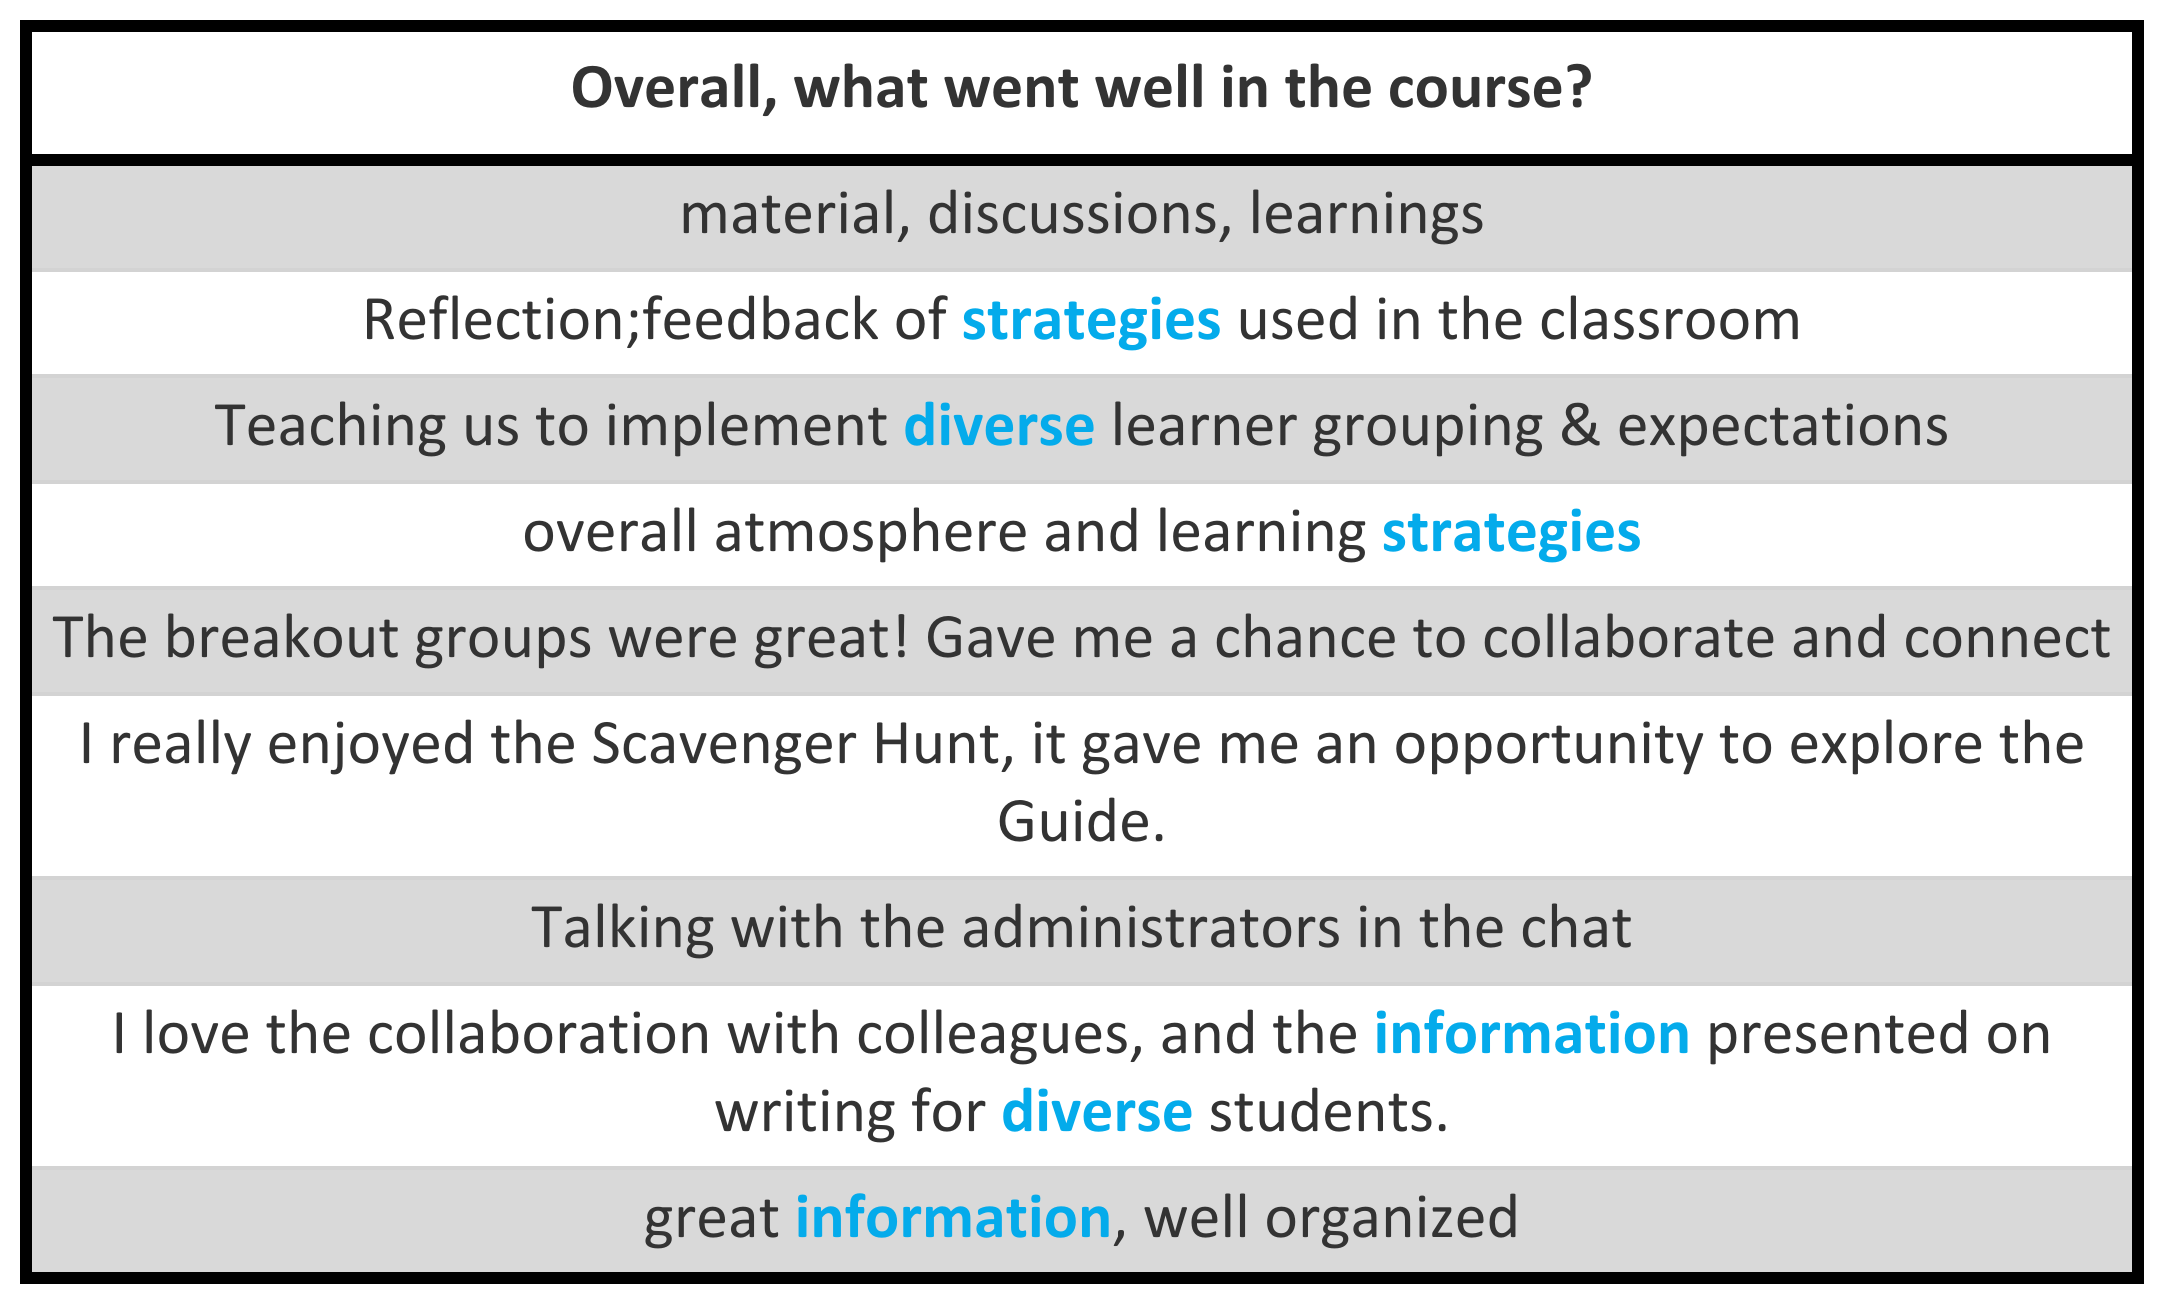 Overall, what went well in the course?
material, discussions, learnings
Reflection;feedback of strategies used in the classroom
Teaching us to implement diverse learner grouping & expectations
overall atmosphere and learning strategies
The breakout groups were great! Gave me a chance to collaborate and connect
I really enjoyed the Scavenger Hunt, it gave me an opportunity to explore the
Guide.
Talking with the administrators in the chat
I love the collaboration with colleagues, and the information presented on
writing for diverse students.
great information, well organized